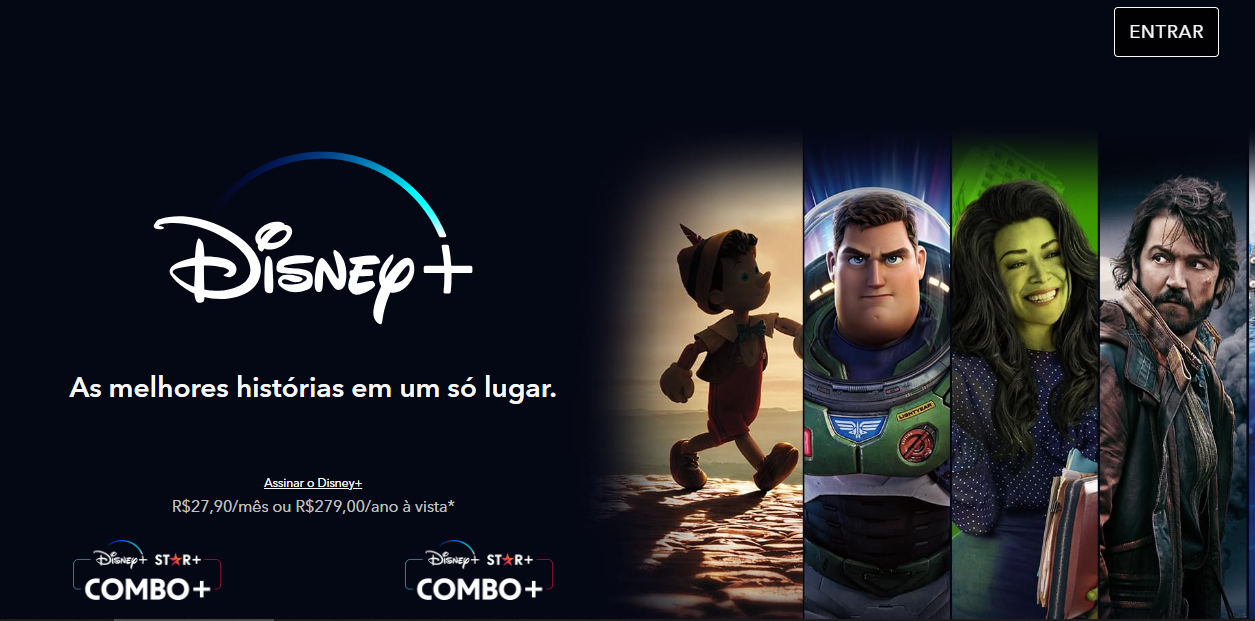 ENTRAR
Disney+
As melhores histórias em um só lugar.
Assinar o Disney+
R$27,90/mês ou R$279,00/ano à vista*
Disney+ STAR+
COMBO+
Disney+ STAR+
COMBO+
LIGHTYEAR